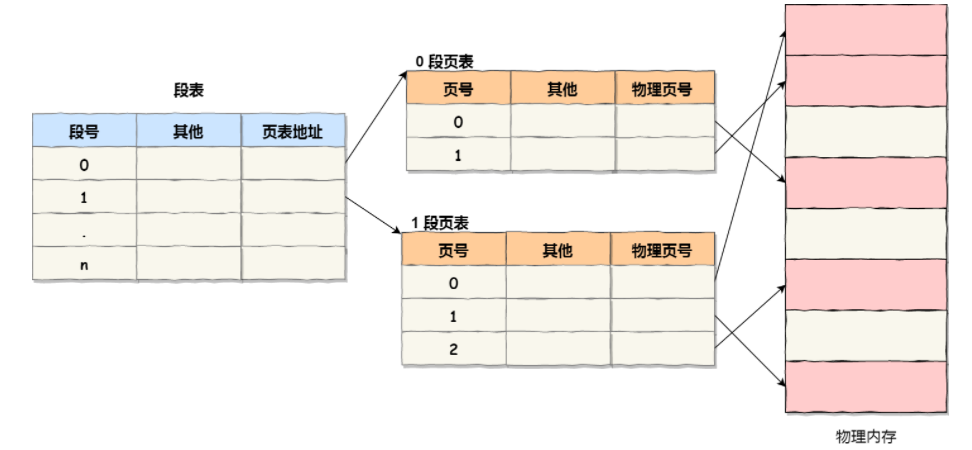 段表
段号 其他 页表地址
0
1
.
n
0 段页表
页号 其他 物理页号
0
1
1 段页表
页号 其他 物理页号
0
1
2
物理内存